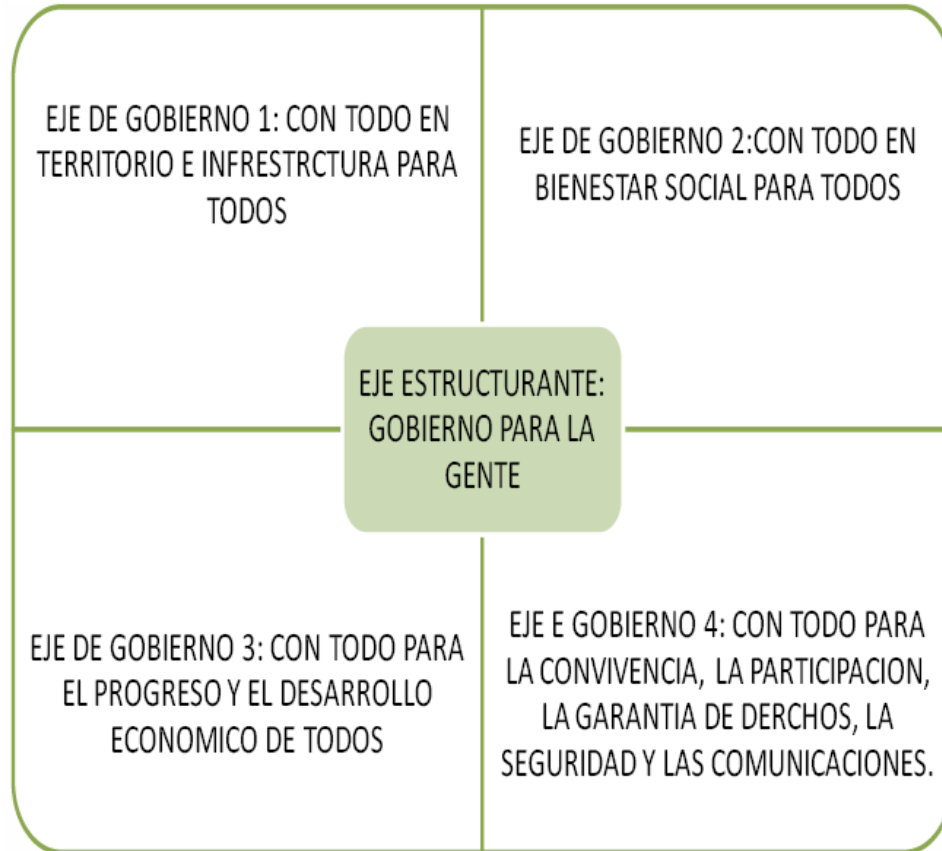 EJE DE GOBIERNO 1: CON TODO EN
TERRITORIO E INFRESTRCTURA PARA
TODOS
EJE DE GOBIERNO 2:CON TODO EN
BIENESTAR SOCIAL PARA TODOS
EJE ESTRUCTURANTE:
GOBIERNO PARA LA
GENTE
EJE DE GOBIERNO 3: CON TODO PARA
EL PROGRESO Y EL DESARROLLO
ECONOMICO DE TODOS
EJE E GOBIERNO 4: CON TODO PARA
LA CONVIVENCIA, LA PARTICIPACION,
LA GARANTIA DE DERCHOS, LA
SEGURIDAD Y LAS COMUNICACIONES.